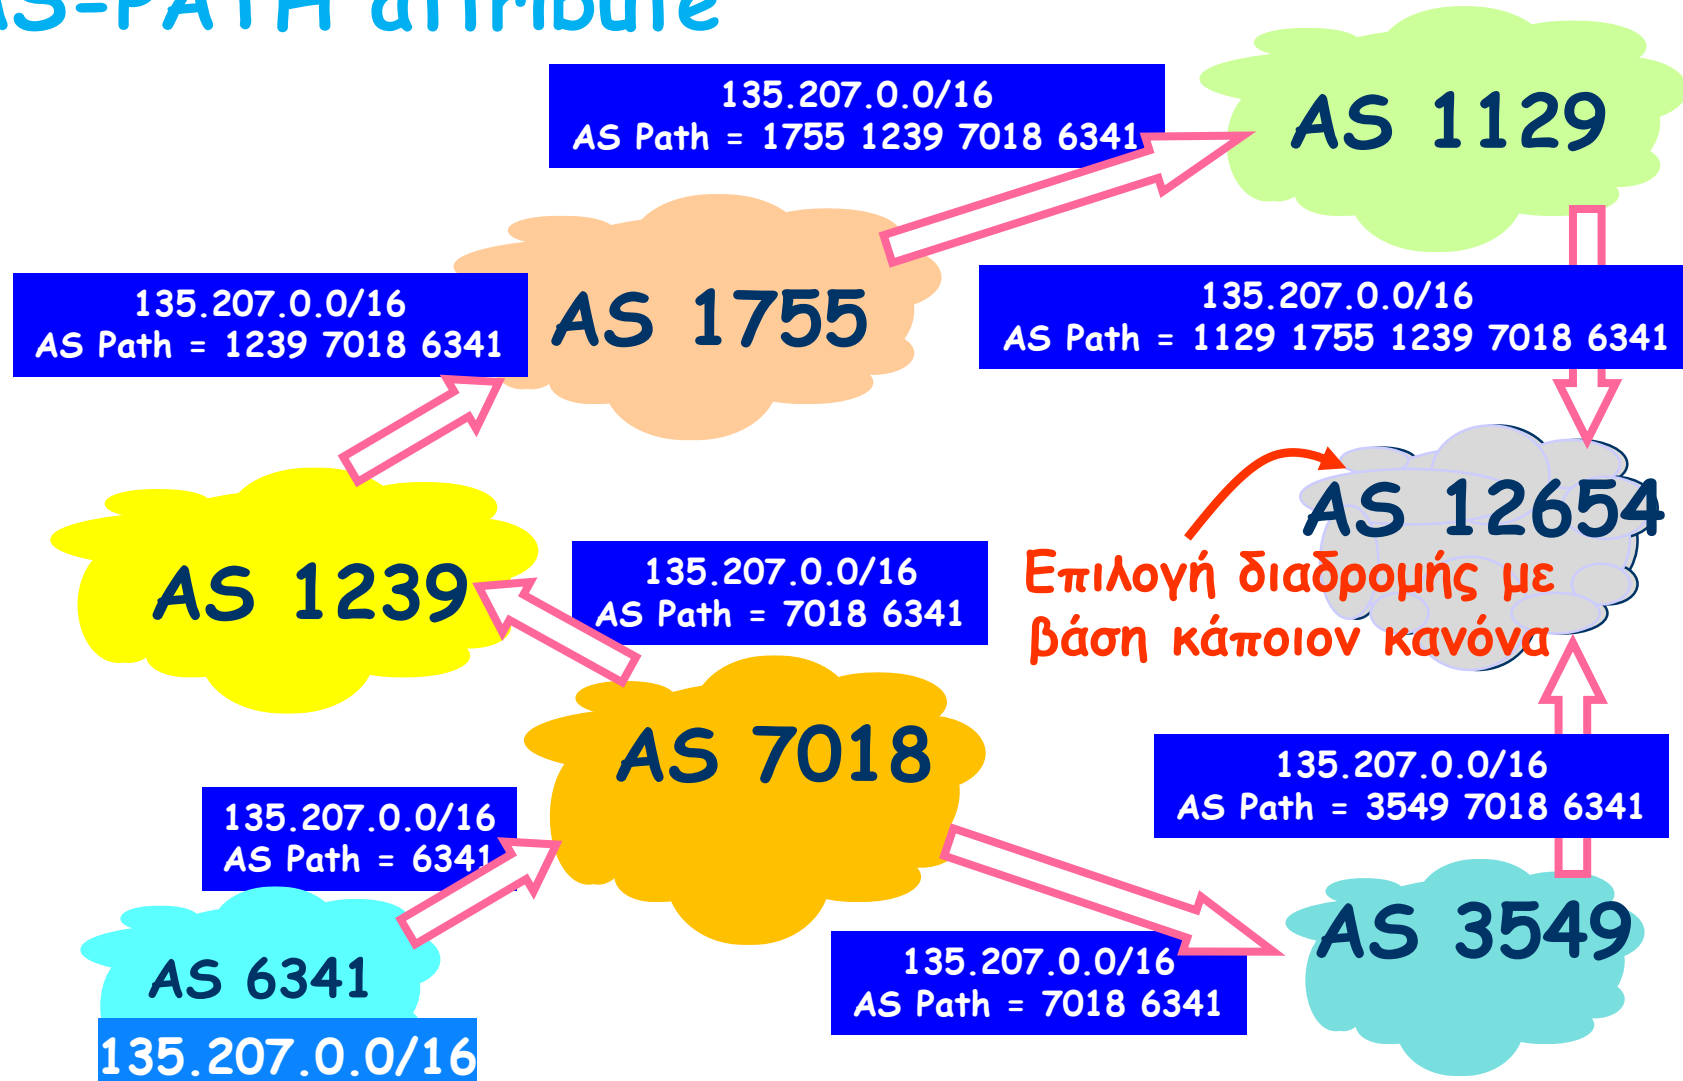 AS-PATH attribute
135.207.0.0/16
AS Path = 1755 1239 7018 6341
AS 1129
135.207.0.0/16
AS Path = 1239 7018 6341
AS 1755
135.207.0.0/16
AS Path = 1129 1755 1239 7018 6341
AS 12654
Επιλογή διαδρομής με
βάση κάποιον κανόνα
AS 1239
135.207.0.0/16
AS Path = 7018 6341
AS 7018
135.207.0.0/16
AS Path = 3549 7018 6341
135.207.0.0/16
AS Path = 6341
AS 3549
135.207.0.0/16
AS Path = 7018 6341
AS 6341
135.207.0.0/16